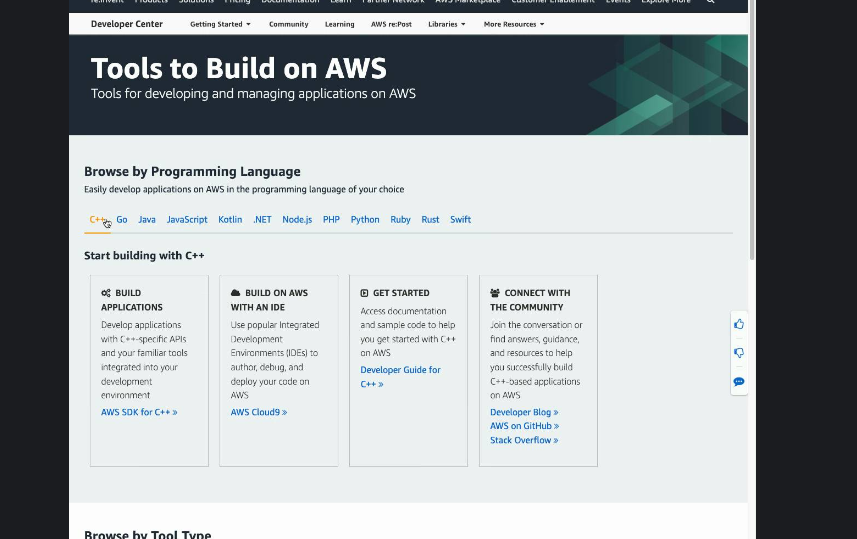 re:Invent Products Solutions Pricing Documentation Learn Partner Network AWS Marketplace Customer Enablement Events Explore More
Developer Center Getting Started Community Learning AWS re:Post Libraries More Resources
Tools to Build on AWS
Tools for developing and managing applications on AWS
Browse by Programming Language
Easily develop applications on AWS in the programming language of your choice
C++ Go Java JavaScript Kotlin .NET Node.js PHP Python Ruby Rust Swift
Start building with C++
BUILD
APPLICATIONS
Develop applications
with C++-specific APIs
and your familiar tools
integrated into your
development
environment
AWS SDK for C++ »
BUILD ON AWS
WITH AN IDE
Use popular Integrated
Development
Environments (IDEs) to
author, debug, and
deploy your code on
AWS
AWS Cloud9 »
GET STARTED
Access documentation
and sample code to help
you get started with C++
on AWS
Developer Guide for
C++ »
CONNECT WITH
THE COMMUNITY
Join the conversation or
find answers, guidance,
and resources to help
you successfully build
C++-based applications
on AWS
Developer Blog »
AWS on GitHub »
Stack Overflow »
Browse by Tool Type